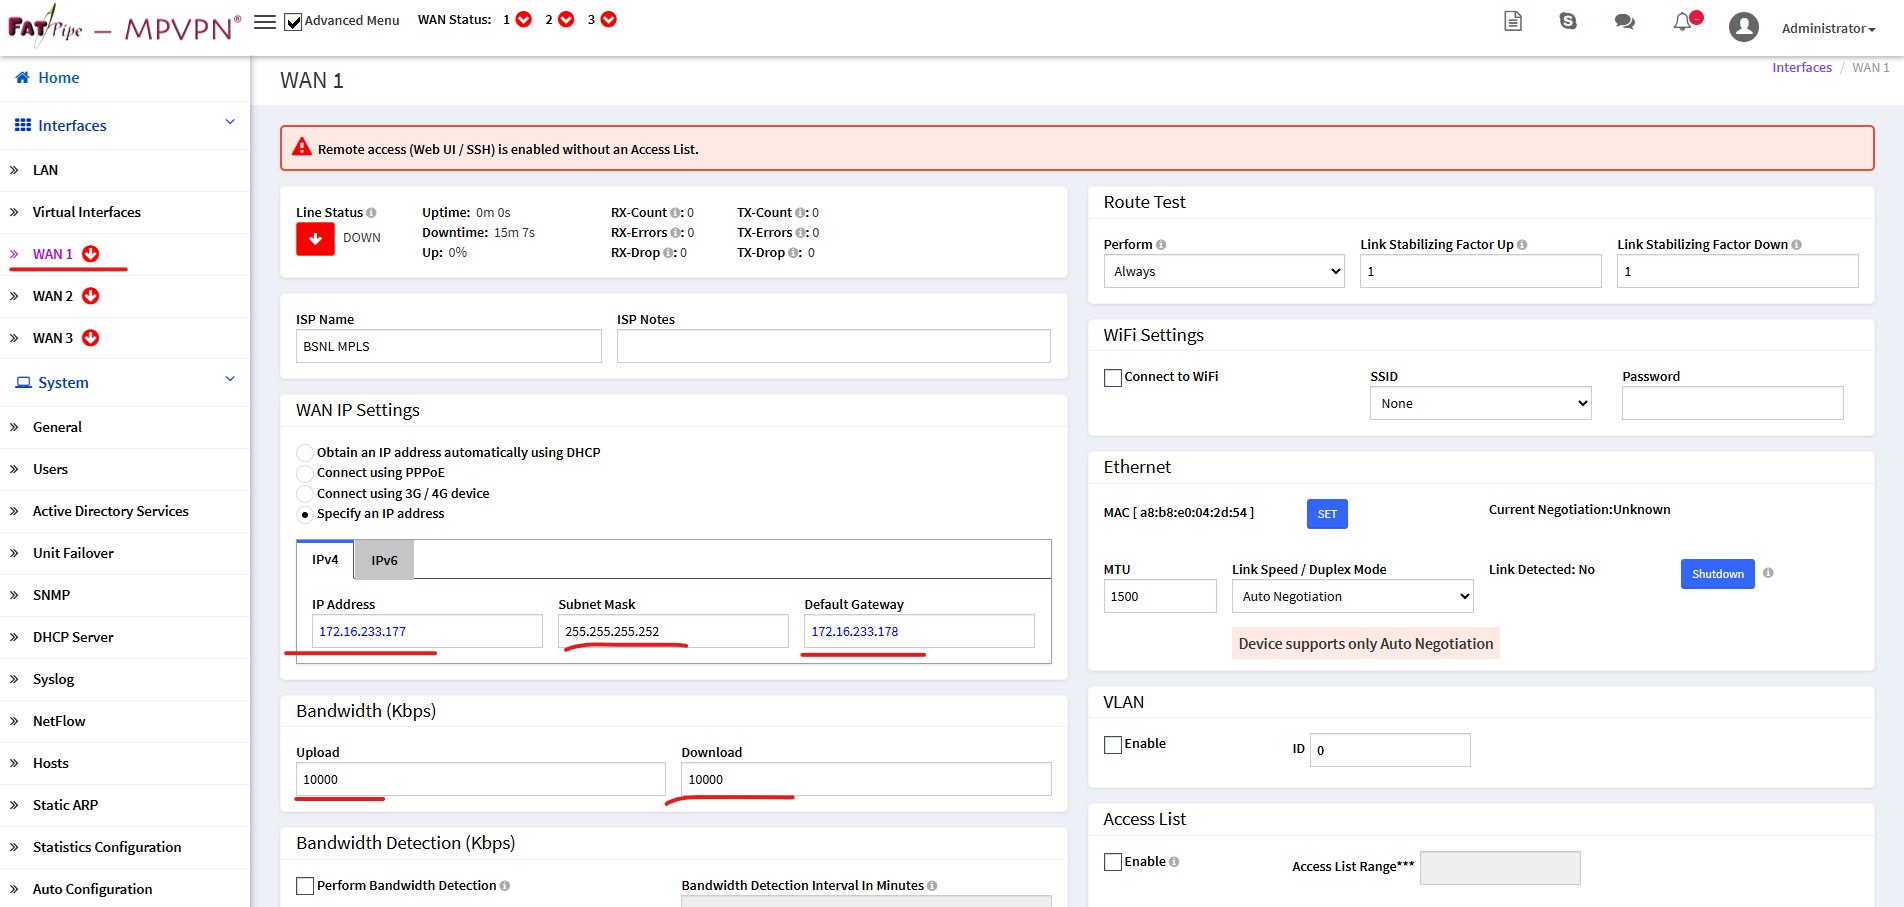 FATPipe — MPVPN®
Advanced Menu
WAN Status: 1 2 3
Administrator
Home
Interfaces
LAN
Virtual Interfaces
WAN 1
WAN 2
WAN 3
System
General
Users
Active Directory Services
Unit Failover
SNMP
DHCP Server
Syslog
NetFlow
Hosts
Static ARP
Statistics Configuration
Auto Configuration
WAN 1
Interfaces / WAN 1
Remote access (Web UI / SSH) is enabled without an Access List.
Line Status
DOWN
Uptime: 0m 0s
Downtime: 15m 7s
Up: 0%
RX-Count : 0
RX-Errors : 0
RX-Drop : 0
TX-Count : 0
TX-Errors : 0
TX-Drop : 0
ISP Name
BSNL MPLS
ISP Notes
WAN IP Settings
Obtain an IP address automatically using DHCP
Connect using PPPoE
Connect using 3G / 4G device
Specify an IP address
IPv4 IPv6
IP Address
172.16.233.177
Subnet Mask
255.255.255.252
Default Gateway
172.16.233.178
Bandwidth (Kbps)
Upload
10000
Download
10000
Bandwidth Detection (Kbps)
Perform Bandwidth Detection
Bandwidth Detection Interval In Minutes
Route Test
Perform
Always
Link Stabilizing Factor Up
1
Link Stabilizing Factor Down
1
WiFi Settings
Connect to WiFi
SSID
None
Password
Ethernet
MAC [ a8:b8:e0:04:2d:54 ]
SET
Current Negotiation:Unknown
MTU
1500
Link Speed / Duplex Mode
Auto Negotiation
Link Detected: No
Shutdown
Device supports only Auto Negotiation
VLAN
Enable
ID 0
Access List
Enable
Access List Range***